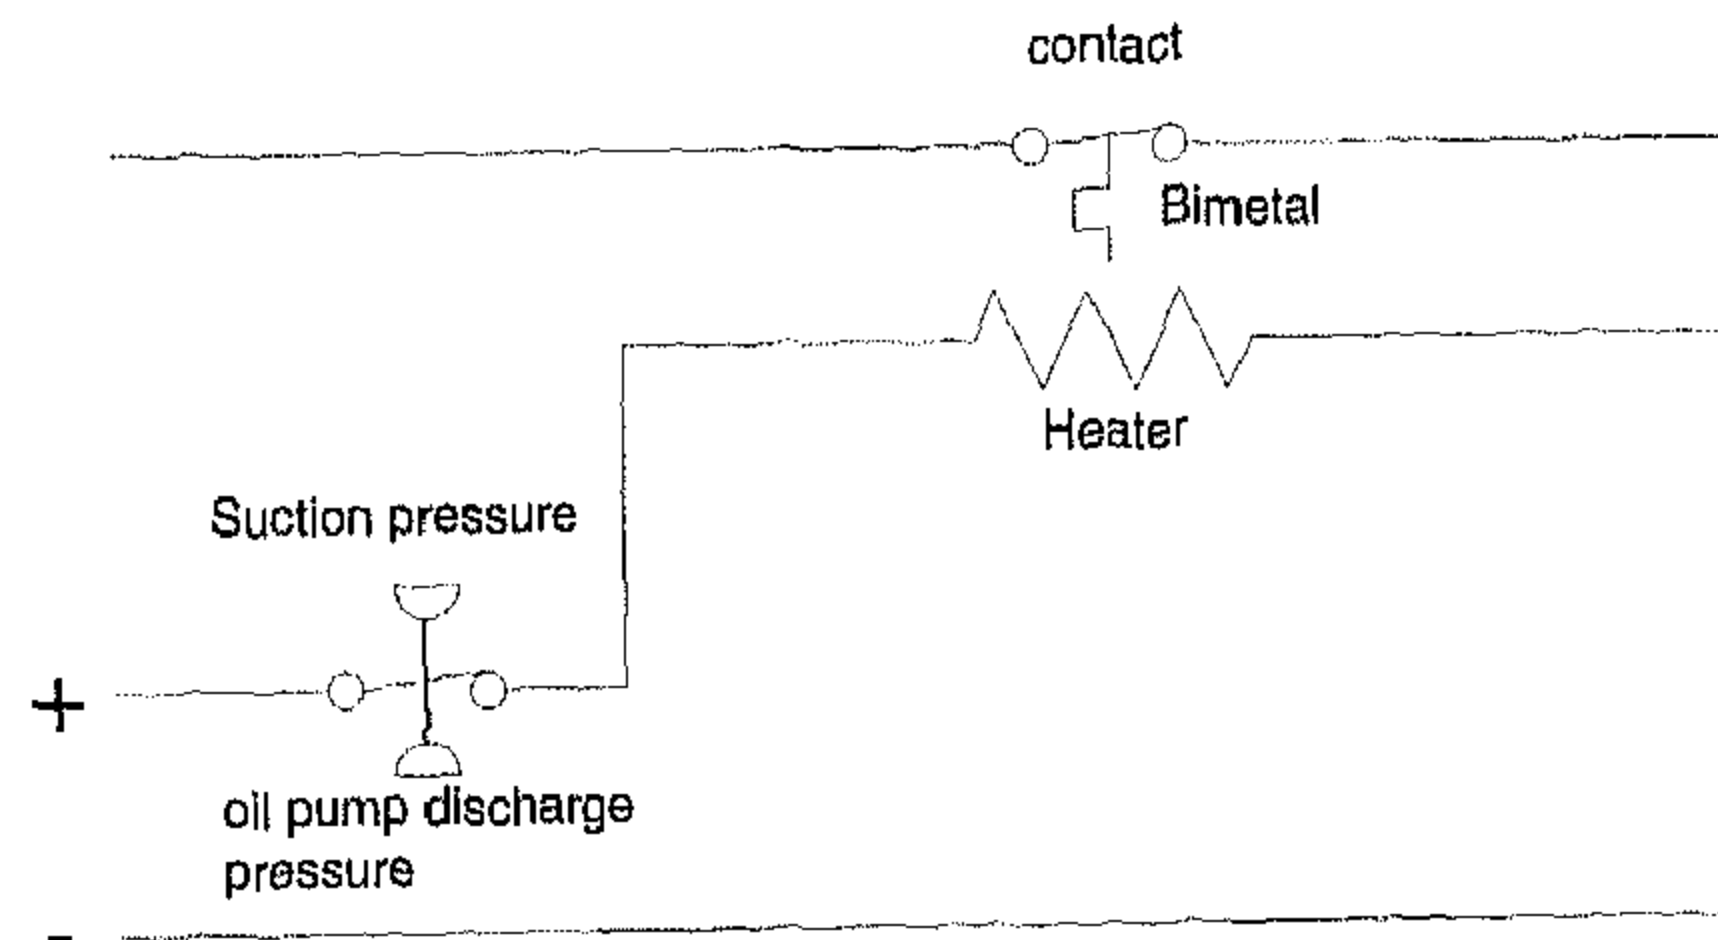 contact
Bimetal
Heater
Suction pressure
+
oil pump discharge
pressure
-